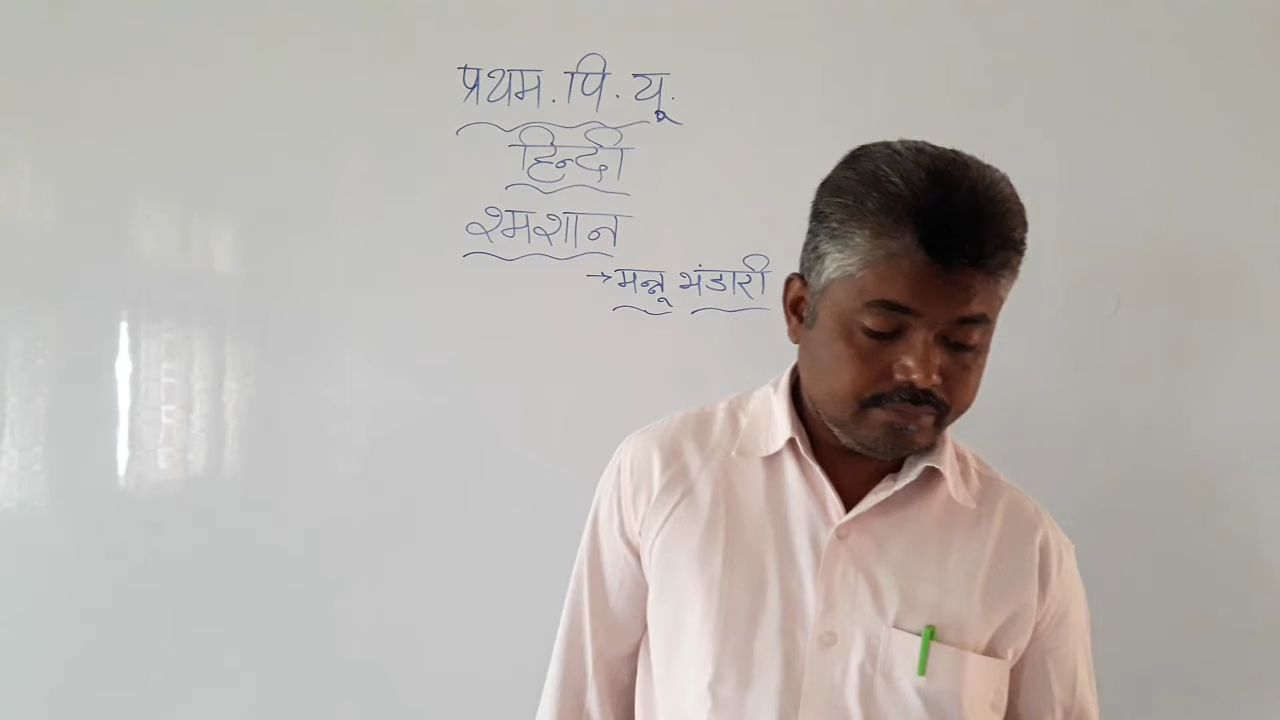 प्रथम. पि. यू.
हिन्दी
श्मशान
→ मन्नू भंडारी